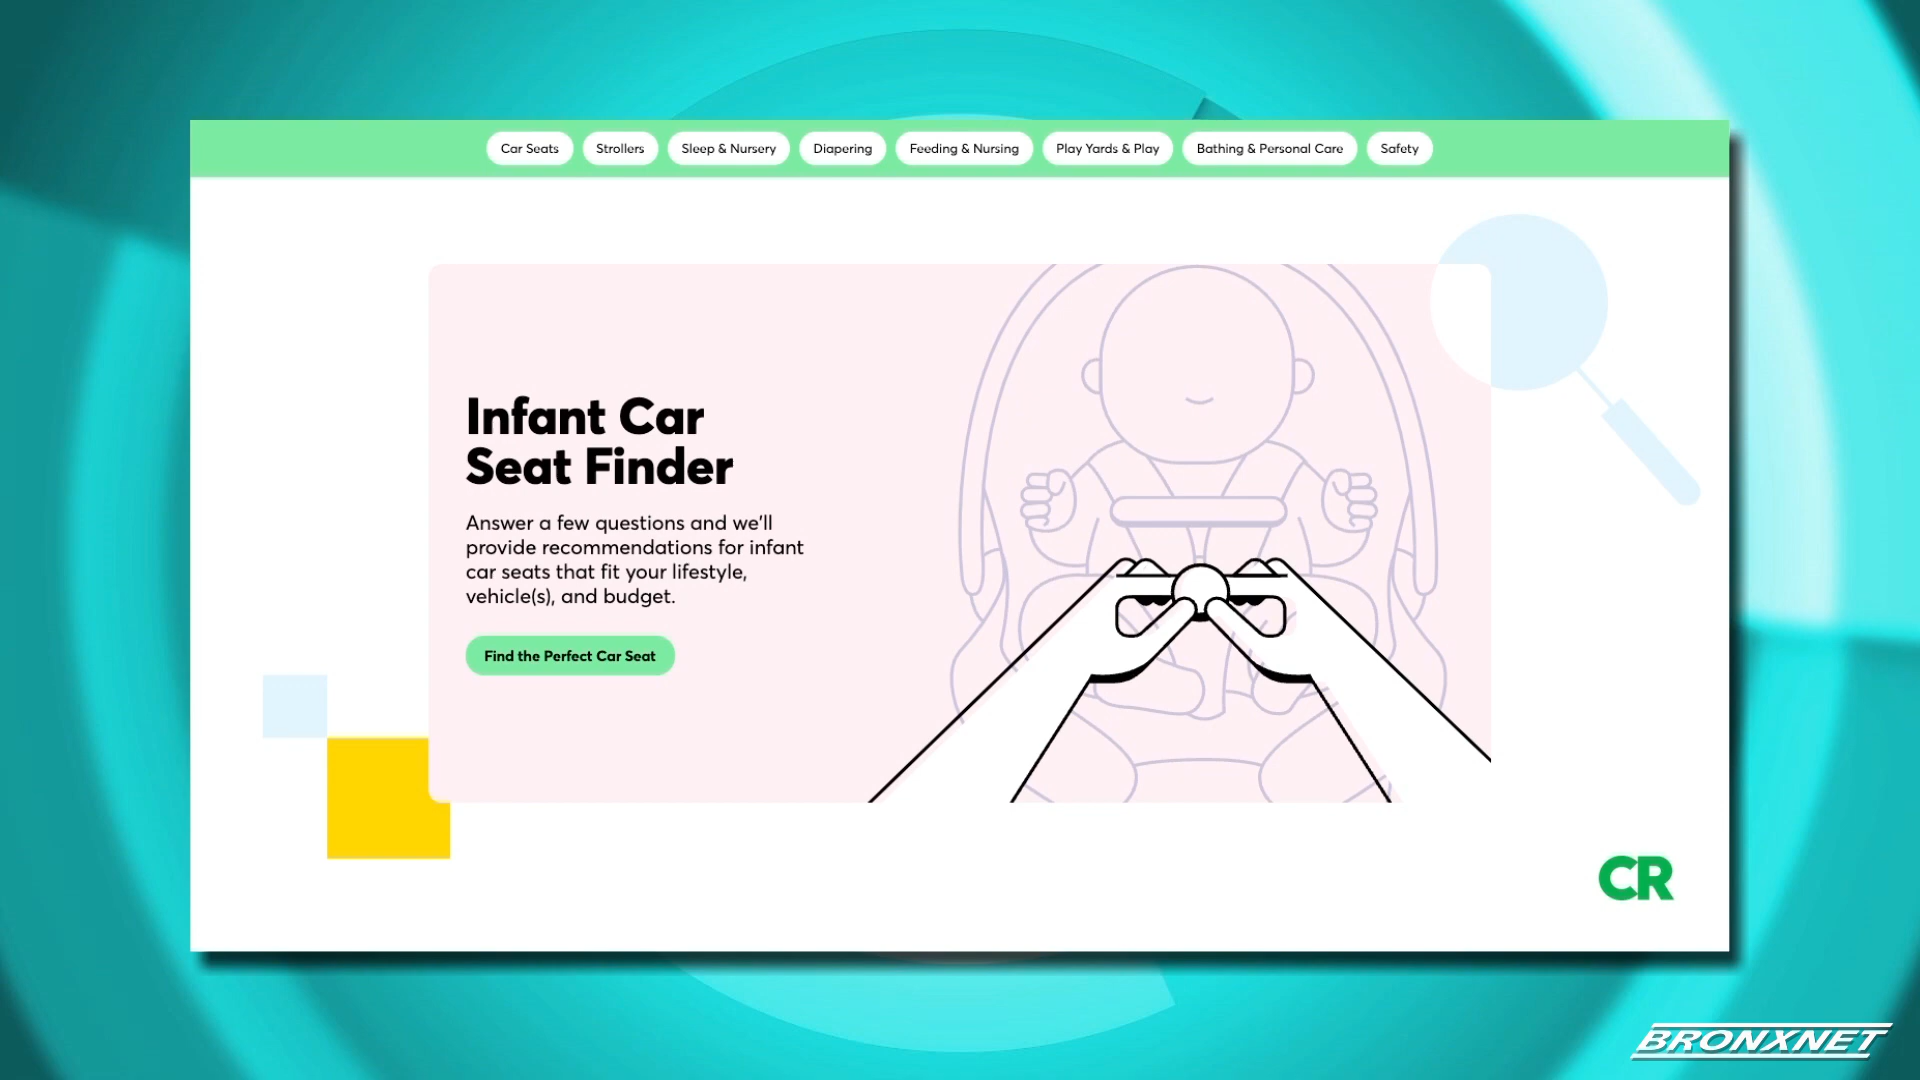 Car Seats
Strollers
Sleep & Nursery
Diapering
Feeding & Nursing
Play Yards & Play
Bathing & Personal Care
Safety
Infant Car
Seat Finder
Answer a few questions and we'll
provide recommendations for infant
car seats that fit your lifestyle,
vehicle(s), and budget.
Find the Perfect Car Seat
CR
BRONXNET